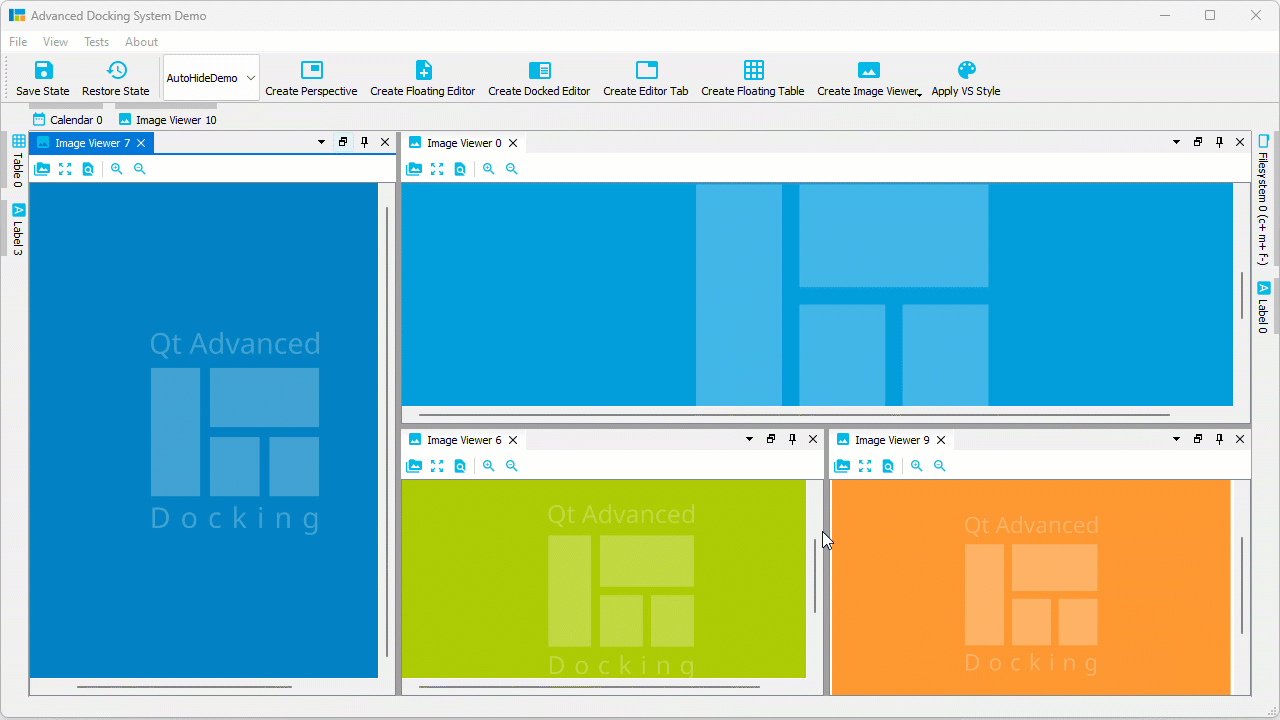 Advanced Docking System Demo
File View Tests About
Save State Restore State AutoHideDemo Create Perspective Create Floating Editor Create Docked Editor Create Editor Tab Create Floating Table Create Image Viewer Apply VS Style
Calendar 0 Image Viewer 10
Table 0
Label 3
Image Viewer 7
Qt Advanced
Docking
Image Viewer 0
Image Viewer 6
Qt Advanced
Docking
Image Viewer 9
Qt Advanced
Docking
Filesystem 0 (c+ m+ f-)
Label 0